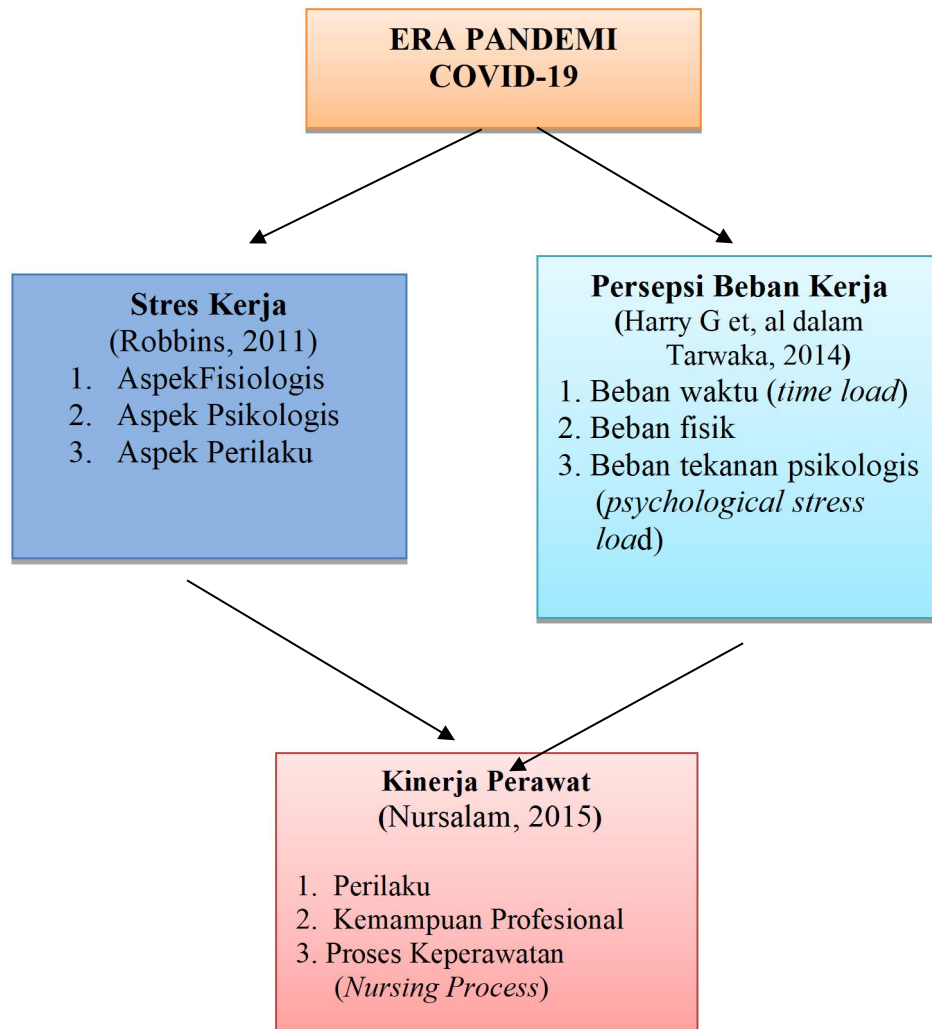 ERA PANDEMI
COVID-19
Stres Kerja
(Robbins, 2011)
1. AspekFisiologis
2. Aspek Psikologis
3. Aspek Perilaku
Persepsi Beban Kerja
(Harry G et, al dalam
Tarwaka, 2014)
1. Beban waktu (time load)
2. Beban fisik
3. Beban tekanan psikologis
(psychological stress
load)
Kinerja Perawat
(Nursalam, 2015)
1. Perilaku
2. Kemampuan Profesional
3. Proses Keperawatan
(Nursing Process)